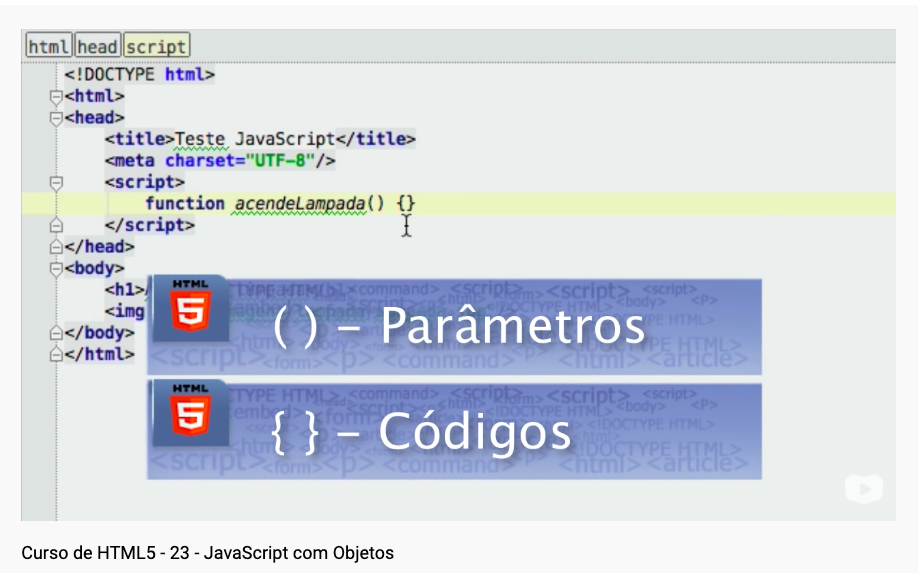 html head script
<!DOCTYPE html>
<html>
<head>
<title>Teste JavaScript</title>
<meta charset="UTF-8"/>
<script>
function acendeLampada() {}
</script>
</head>
<body>
<h1>
<img
</body>
</html>
HTML
5
( ) – Parâmetros
HTML
5
{ } – Códigos
Curso de HTML5 - 23 - JavaScript com Objetos